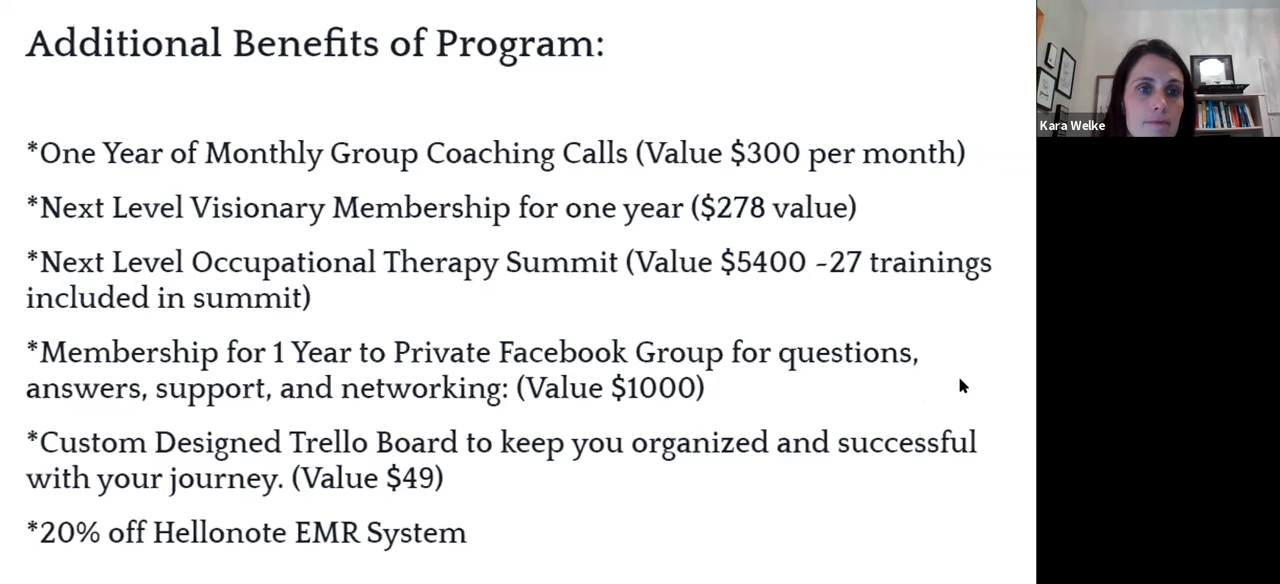 Additional Benefits of Program:
*One Year of Monthly Group Coaching Calls (Value $300 per month)
*Next Level Visionary Membership for one year ($278 value)
*Next Level Occupational Therapy Summit (Value $5400 -27 trainings
included in summit)
*Membership for 1 Year to Private Facebook Group for questions,
answers, support, and networking: (Value $1000)
*Custom Designed Trello Board to keep you organized and successful
with your journey. (Value $49)
*20% off Hellonote EMR System
Kara Welke